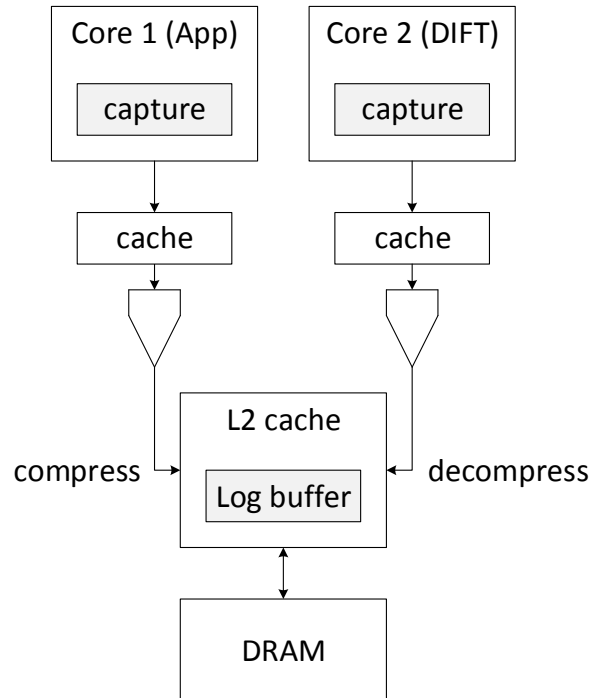 Core 1 (App)
Core 2 (DIFT)
capture
capture
cache
cache
L2 cache
compress
decompress
Log buffer
DRAM